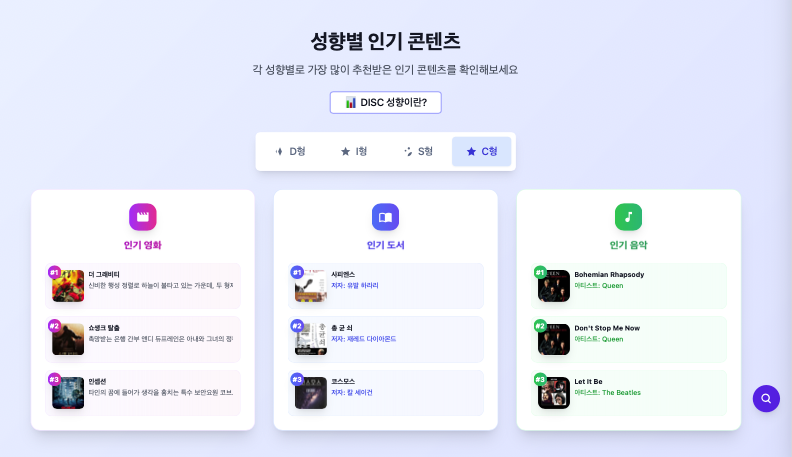 성향별 인기 콘텐츠
각 성향별로 가장 많이 추천받은 인기 콘텐츠를 확인해보세요
DISC 성향이란?
D형
I형
S형
C형
인기 영화
#1
더 그래비티
신비한 행성 정렬로 하늘이 불타고 있는 가운데, 두 형제
#2
쇼생크 탈출
촉망받는 은행 간부 앤디 듀프레인은 아내와 그녀의 정부
#3
인셉션
타인의 꿈에 들어가 생각을 훔치는 특수 보안요원 코브.
인기 도서
#1
사피엔스
저자: 유발 하라리
#2
총 균 쇠
저자: 재레드 다이아몬드
#3
코스모스
저자: 칼 세이건
인기 음악
#1
Bohemian Rhapsody
아티스트: Queen
#2
Don't Stop Me Now
아티스트: Queen
#3
Let It Be
아티스트: The Beatles